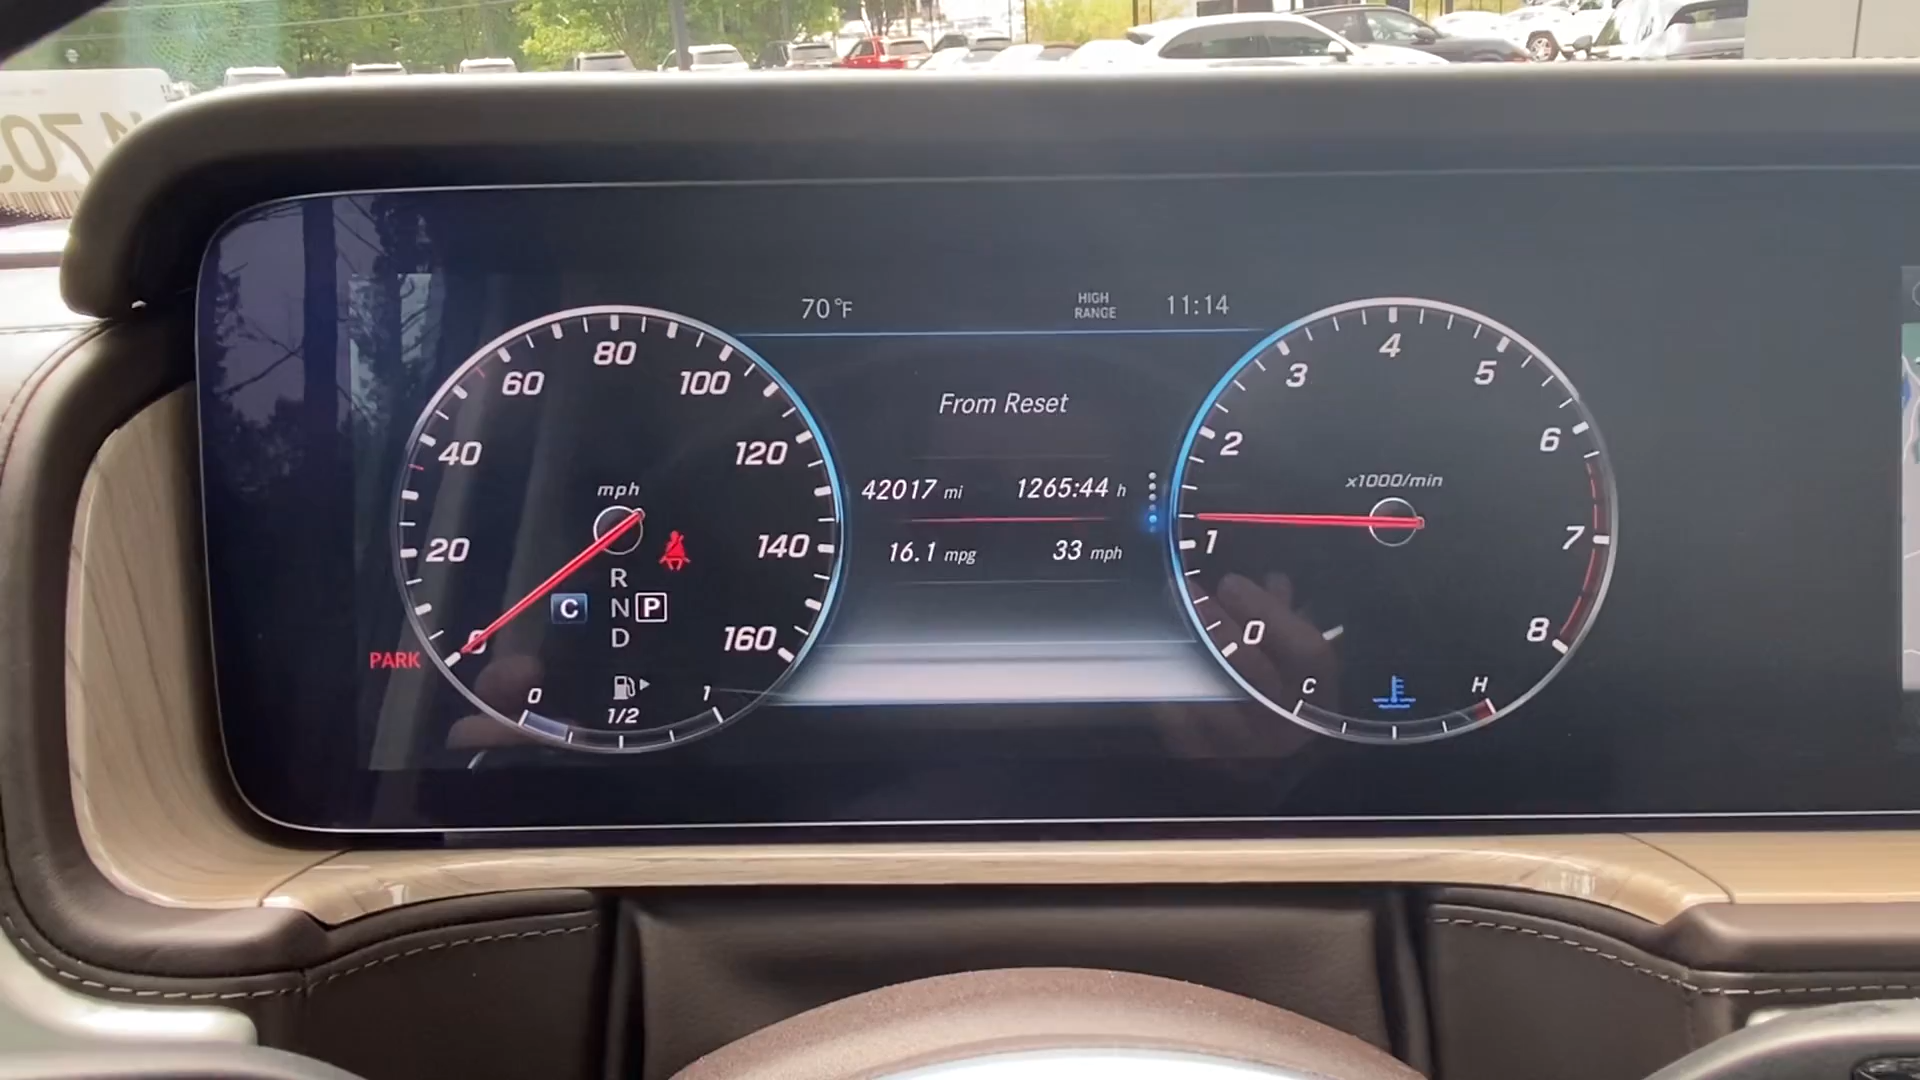 70°F
HIGH RANGE
11:14
80
60
100
40
120
mph
20
140
R
C
N
P
D
0
160
PARK
0
1/2
1
From Reset
42017 mi
1265:44 h
16.1 mpg
33 mph
4
3
5
2
6
x1000/min
1
7
0
8
C
H